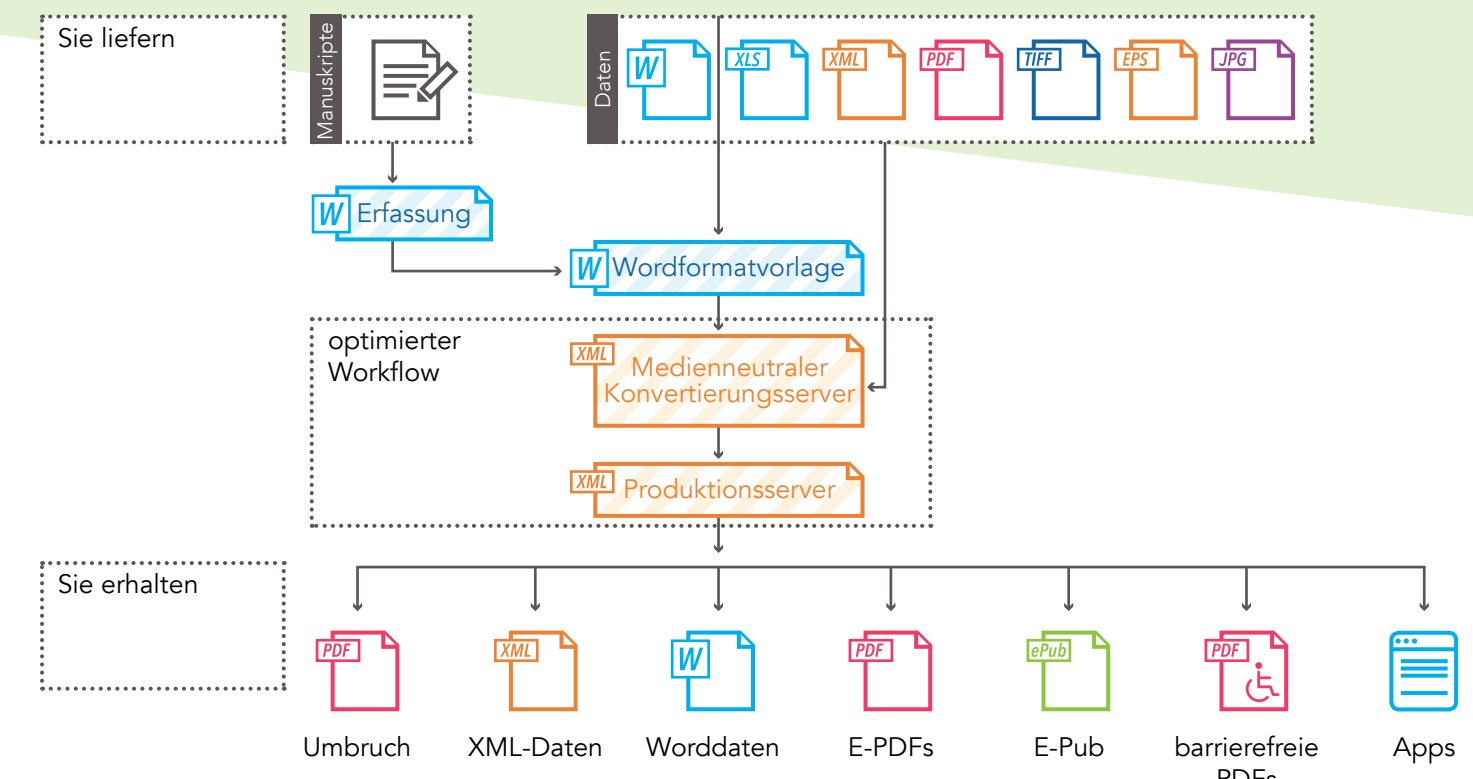 Sie liefern
Manuskripte
Daten
W
XLS
XML
PDF
TIFF
EPS
JPG
W Erfassung
W Wordformatvorlage
optimierter
Workflow
XML
Medienneutraler
Konvertierungsserver
XML Produktionsserver
Sie erhalten
PDF
XML
W
PDF
ePub
PDF
Umbruch
XML-Daten
Worddaten
E-PDFs
E-Pub
barrierefreie
PDFs
Apps